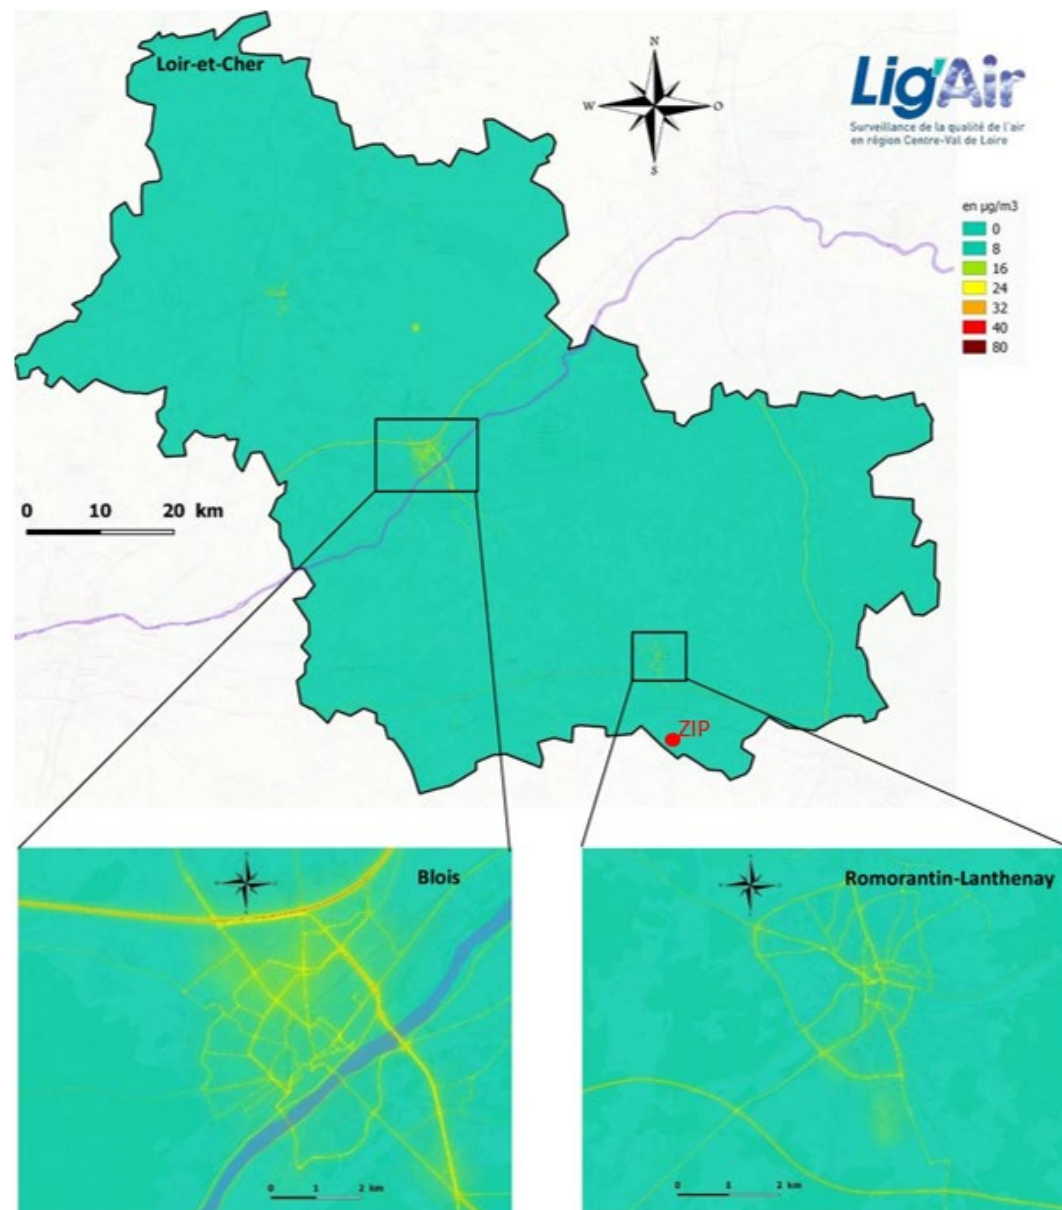 Loir-et-Cher
N
W
O
S
Lig'Air
Surveillance de la qualité de l'air
en région Centre-Val de Loire
en µg/m3
0
8
16
24
32
40
80
0 10 20 km
ZIP
Blois
0 1 2 km
Romorantin-Lanthenay
0 1 2 km